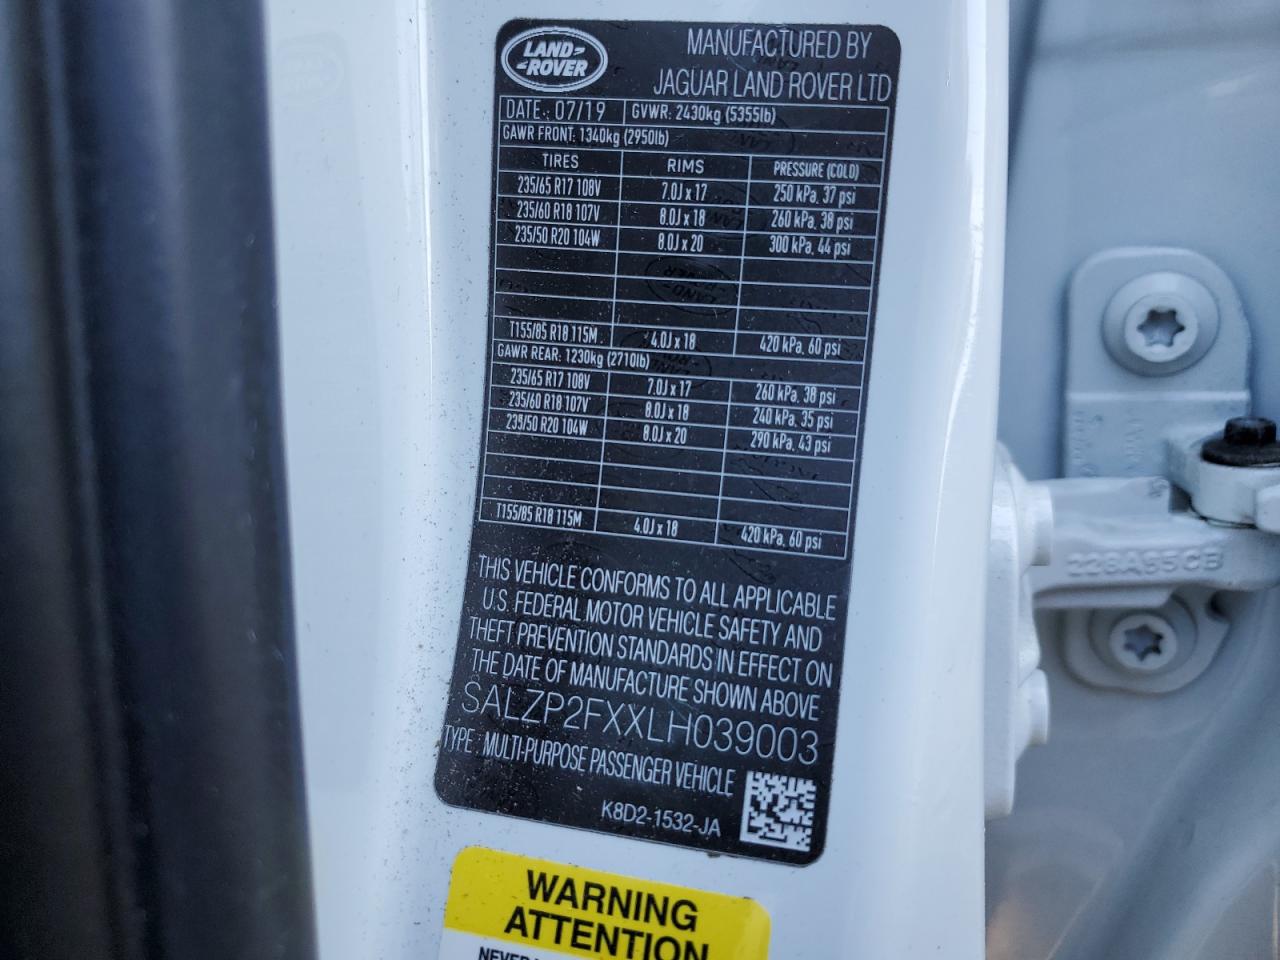 LAND-
-ROVER
MANUFACTURED BY
JAGUAR LAND ROVER LTD
DATE: 07/19 GVWR: 2430kg (5355lb)
GAWR FRONT: 1340kg (2950lb)
TIRES RIMS PRESSURE (COLD)
235/65 R17 108V 7.0J x 17 250 kPa, 37 psi
235/60 R18 107V 8.0J x 18 260 kPa, 38 psi
235/50 R20 104W 8.0J x 20 300 kPa, 44 psi
T155/85 R18 115M 4.0J x 18 420 kPa, 60 psi
GAWR REAR: 1230kg (2710lb)
235/65 R17 108V 7.0J x 17 260 kPa, 38 psi
235/60 R18 107V 8.0J x 18 240 kPa, 35 psi
235/50 R20 104W 8.0J x 20 290 kPa, 43 psi
T155/85 R18 115M 4.0J x 18 420 kPa, 60 psi
THIS VEHICLE CONFORMS TO ALL APPLICABLE
U.S. FEDERAL MOTOR VEHICLE SAFETY AND
THEFT PREVENTION STANDARDS IN EFFECT ON
THE DATE OF MANUFACTURE SHOWN ABOVE
SALZP2FXXLH039003
TYPE: MULTI-PURPOSE PASSENGER VEHICLE
K8D2-1532-JA
WARNING
ATTENTION
NEVER